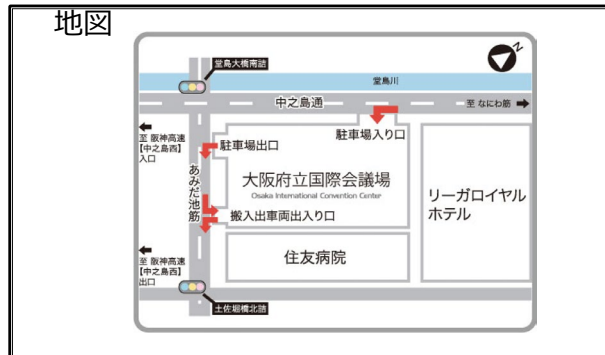 地図
N
堂島大橋南詰
堂島川
中之島通
至 なにわ筋 ➡
至 阪神高速
【中之島西】
入口
駐車場出口
駐車場入り口
あみだ池筋
大阪府立国際会議場
Osaka International Convention Center
搬入出車両出入り口
リーガロイヤル
ホテル
住友病院
至 阪神高速
【中之島西】
出口
土佐堀橋北詰